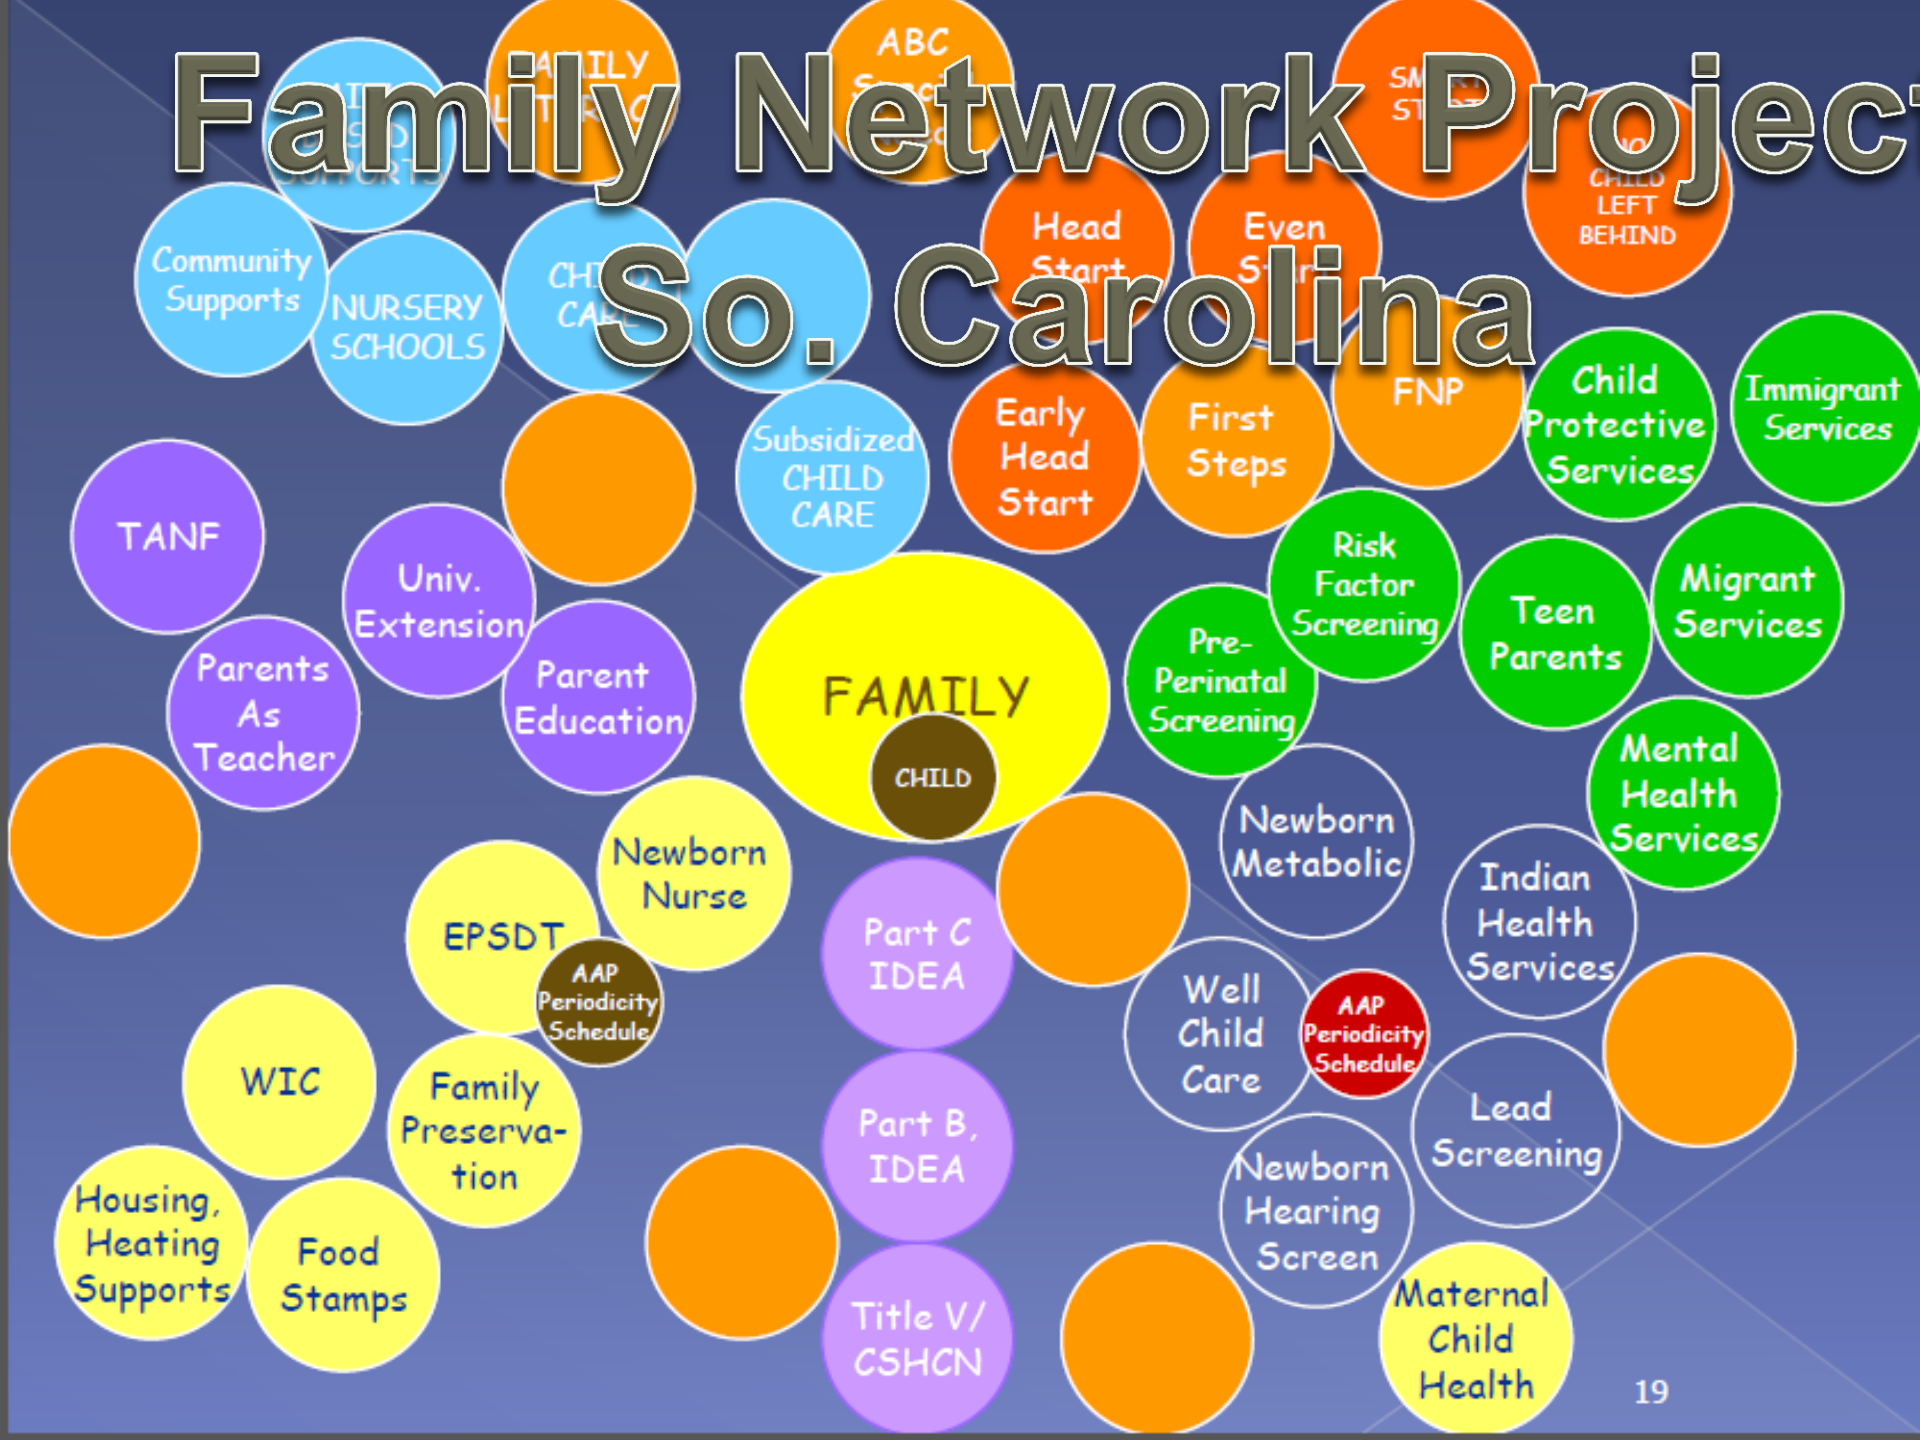 Family Network Project
So. Carolina
FAMILY
ABC
CHILD
LEFT
BEHIND
Community
Supports
NURSERY
SCHOOLS
CHILD
CARE
Head
Start
Even
Start
Subsidized
CHILD
CARE
Early
Head
Start
First
Steps
FNP
Child
Protective
Services
Immigrant
Services
TANF
Univ.
Extension
Parents
As
Teacher
Parent
Education
FAMILY
CHILD
Pre-
Perinatal
Screening
Risk
Factor
Screening
Teen
Parents
Migrant
Services
Mental
Health
Services
Newborn
Nurse
EPSDT
AAP
Periodicity
Schedule
WIC
Family
Preserva-
tion
Housing,
Heating
Supports
Food
Stamps
Part C
IDEA
Part B,
IDEA
Title V/
CSHCN
Newborn
Metabolic
Indian
Health
Services
Well
Child
Care
AAP
Periodicity
Schedule
Lead
Screening
Newborn
Hearing
Screen
Maternal
Child
Health
19